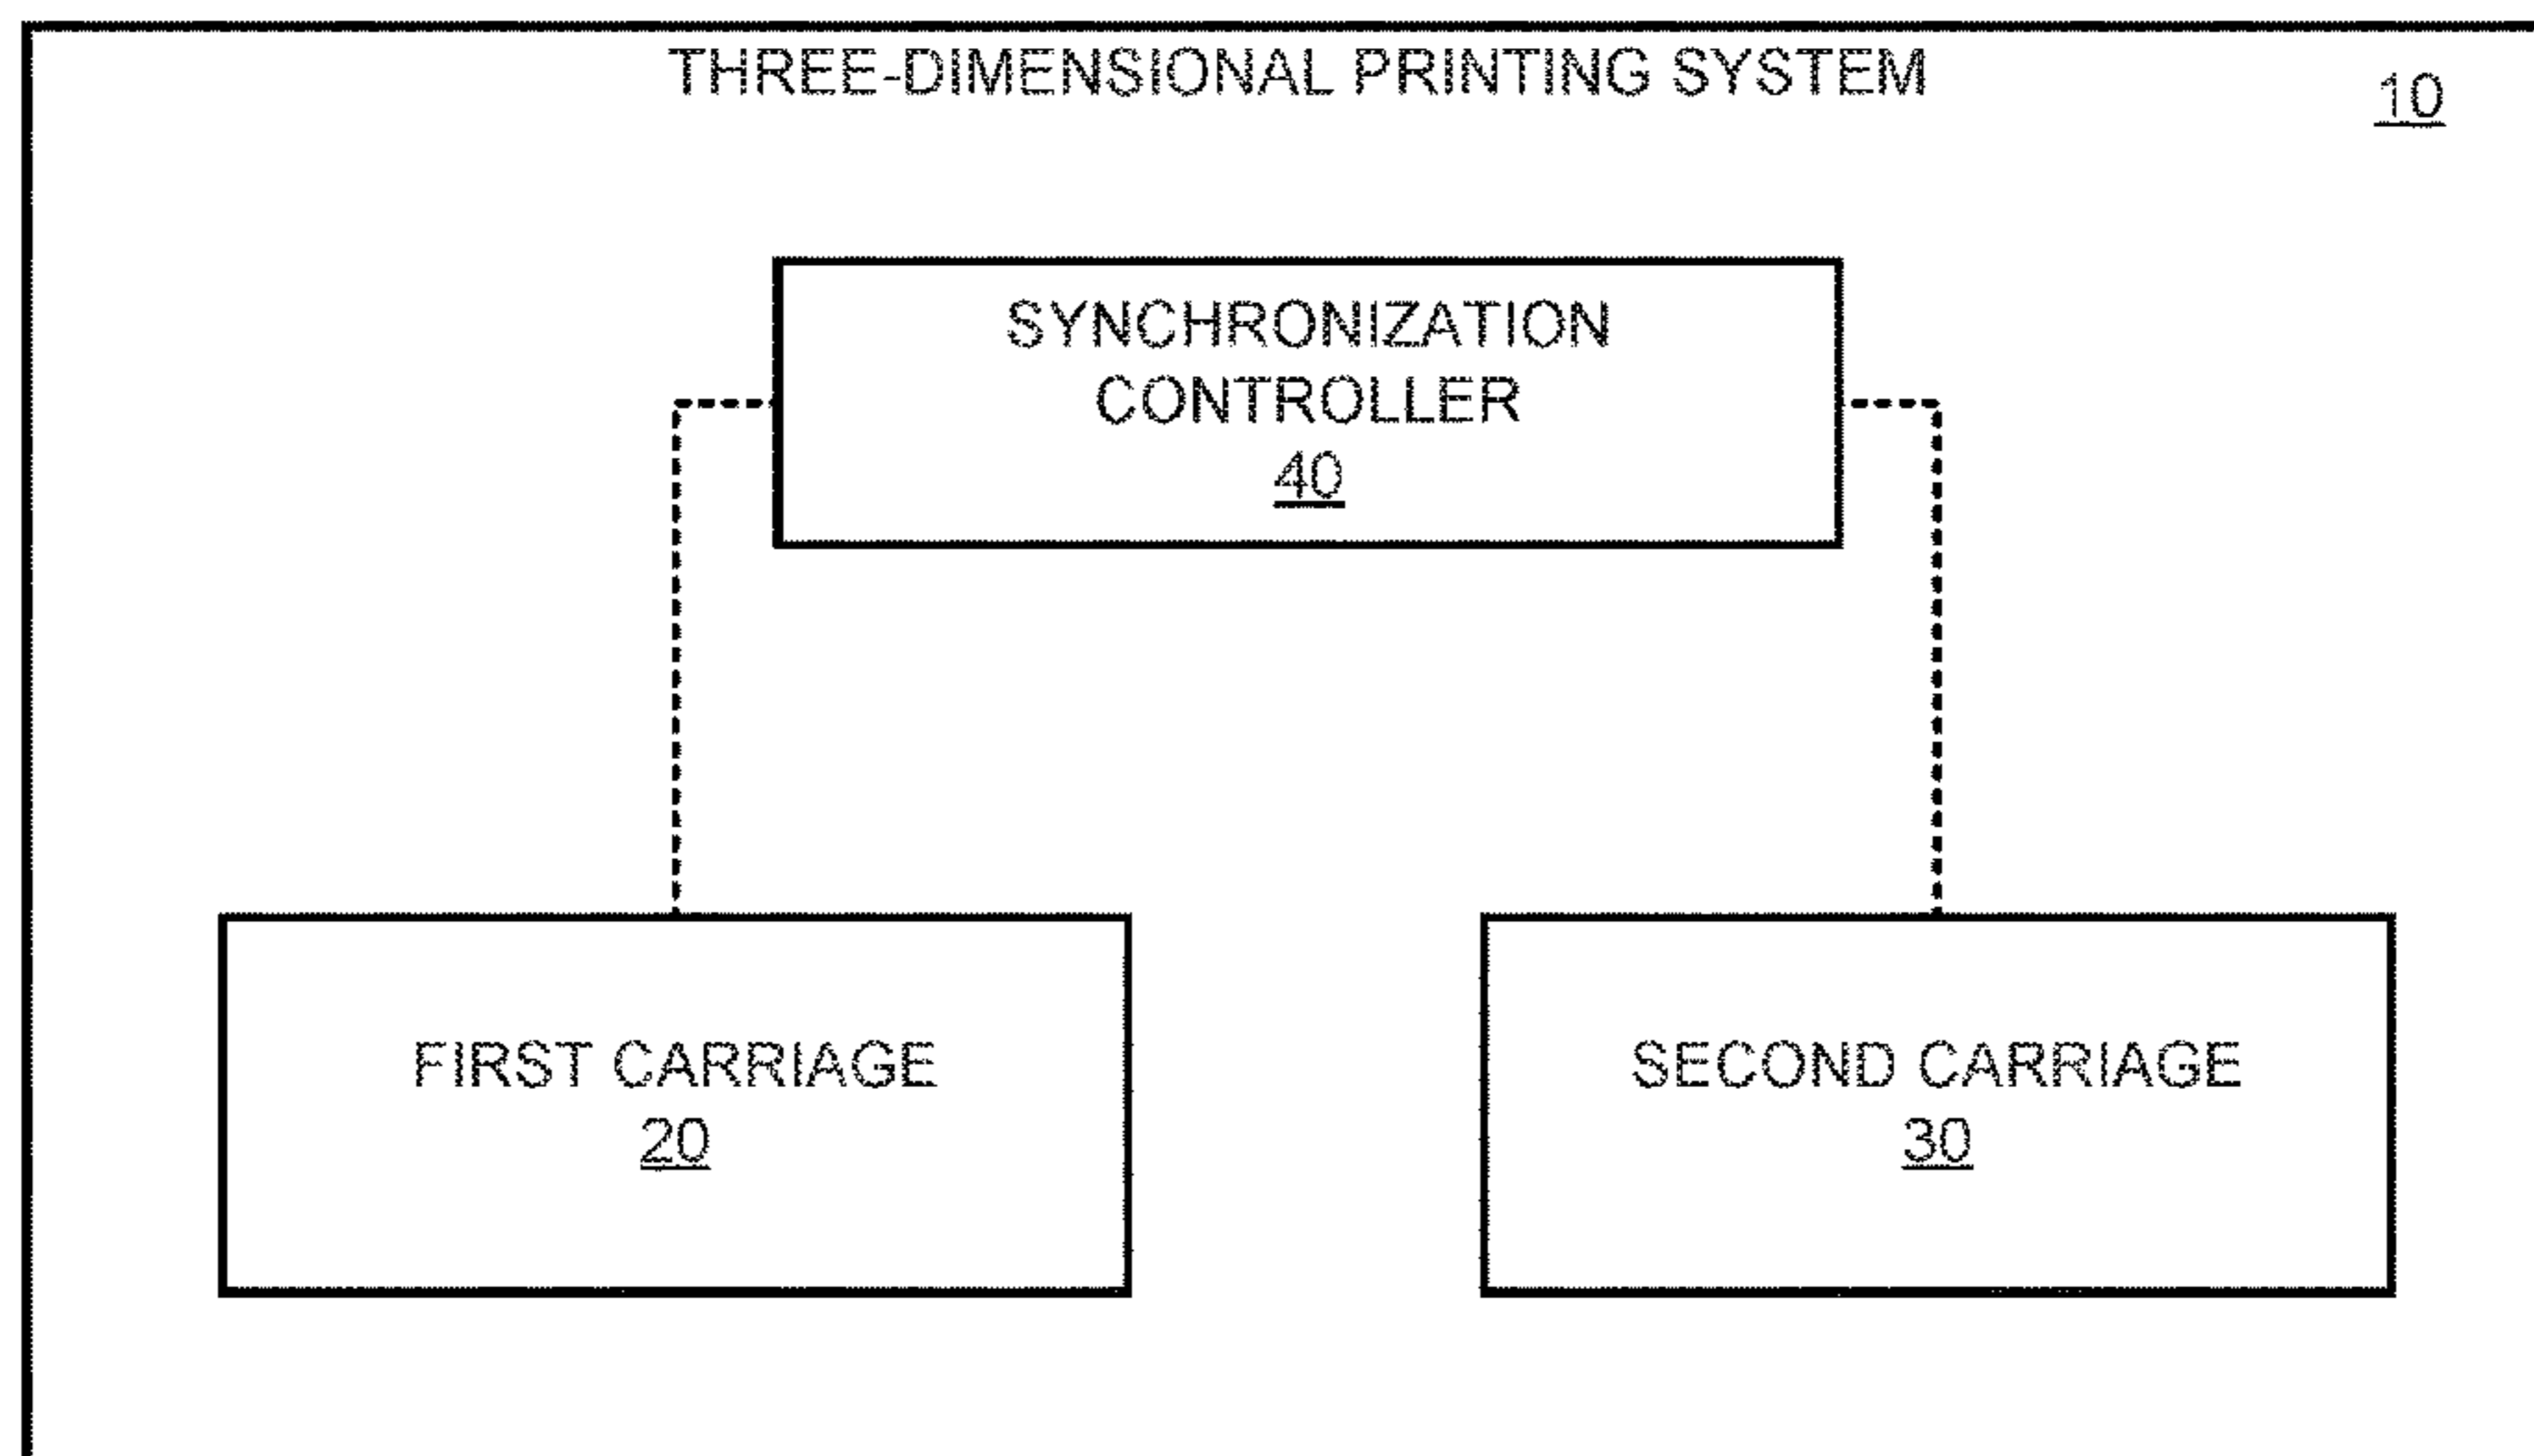 THREE-DIMENSIONAL PRINTING SYSTEM
10
SYNCHRONIZATION
CONTROLLER
40
FIRST CARRIAGE
20
SECOND CARRIAGE
30